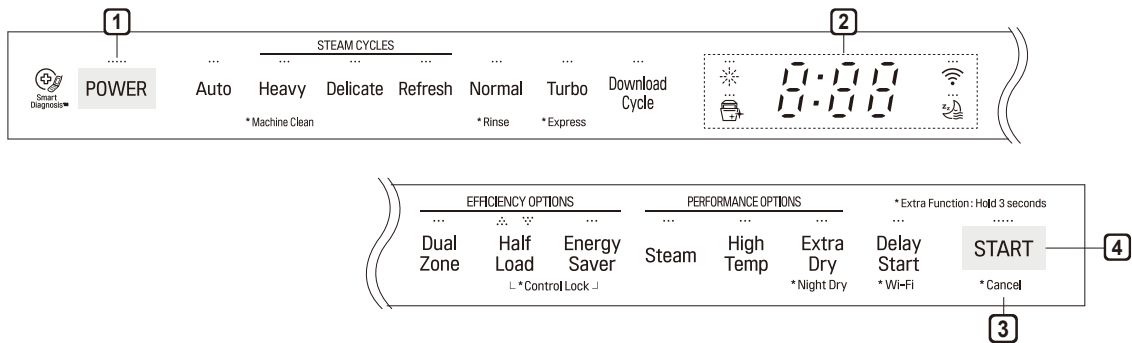 1
2
STEAM CYCLES
Smart
Diagnosis
POWER
Auto
Heavy
Delicate
Refresh
Normal
Turbo
Download
Cycle
*Machine Clean
*Rinse
*Express
8:88
zz
EFFICIENCY OPTIONS
PERFORMANCE OPTIONS
*Extra Function: Hold 3 seconds
Dual
Zone
Half
Load
Energy
Saver
*Control Lock
Steam
High
Temp
Extra
Dry
*Night Dry
Delay
Start
*Wi-Fi
START
*Cancel
4
3